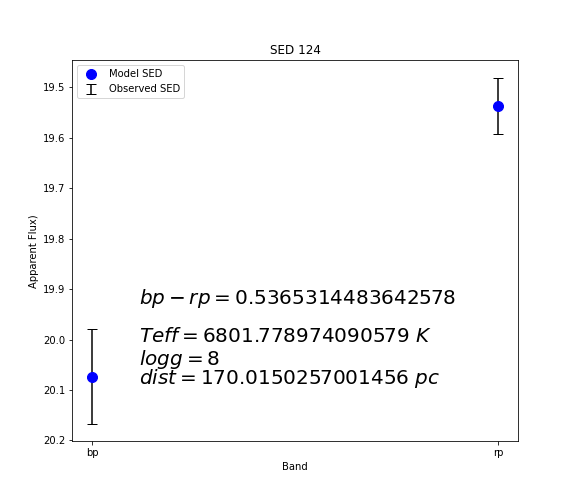 SED 124
Model SED
Observed SED
19.5
19.6
19.7
19.8
19.9
20.0
20.1
20.2
Apparent Flux)
bp − rp = 0.5365314483642578
Teff = 6801.778974090579 K
logg = 8
dist = 170.0150257001456 pc
bp
rp
Band